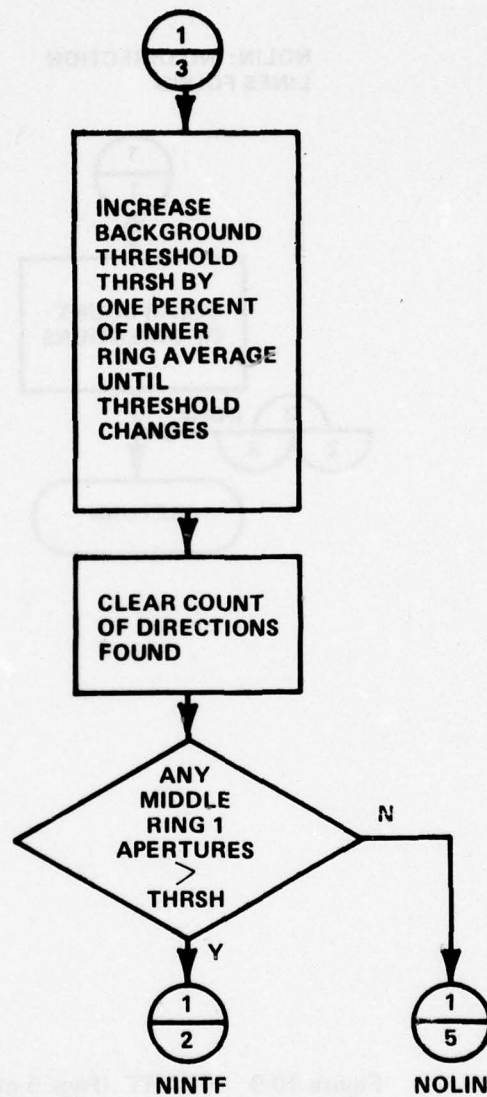 1
3
INCREASE
BACKGROUND
THRESHOLD
THRSH BY
ONE PERCENT
OF INNER
RING AVERAGE
UNTIL
THRESHOLD
CHANGES
CLEAR COUNT
OF DIRECTIONS
FOUND
ANY
MIDDLE
RING 1
APERTURES
>
THRSH
N
Y
1
2
NINTF
1
5
NOLIN